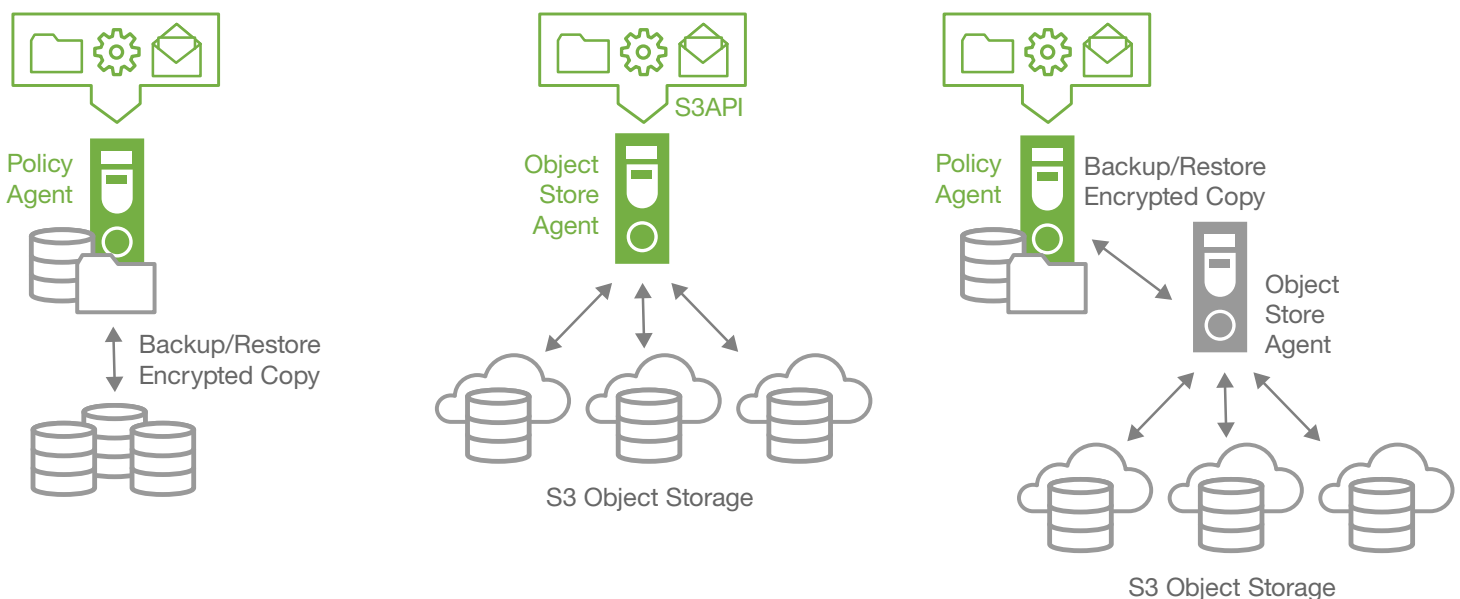 Policy
Agent
Backup/Restore
Encrypted Copy
S3API
Object
Store
Agent
S3 Object Storage
Policy
Agent
Backup/Restore
Encrypted Copy
Object
Store
Agent
S3 Object Storage